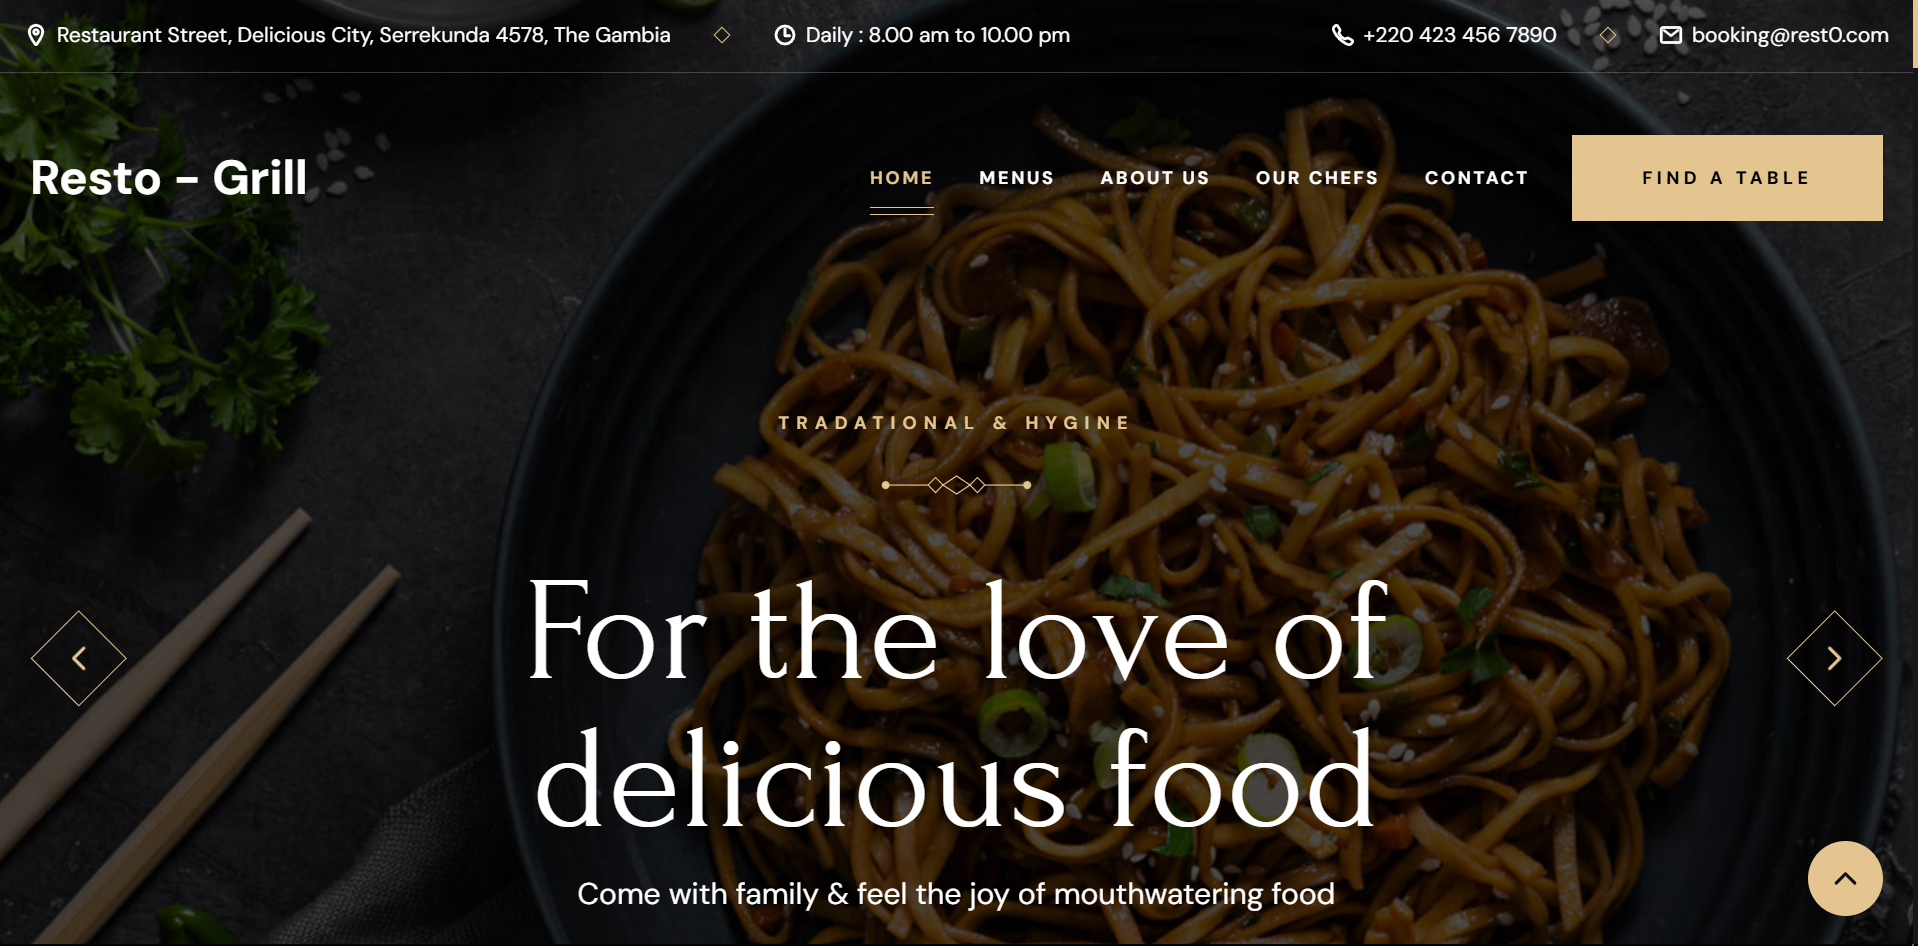 Restaurant Street, Delicious City, Serrekunda 4578, The Gambia
Daily : 8.00 am to 10.00 pm
+220 423 456 7890
booking@rest0.com
Resto - Grill
HOME
MENUS
ABOUT US
OUR CHEFS
CONTACT
FIND A TABLE
TRADATIONAL & HYGINE
For the love of
delicious food
Come with family & feel the joy of mouthwatering food